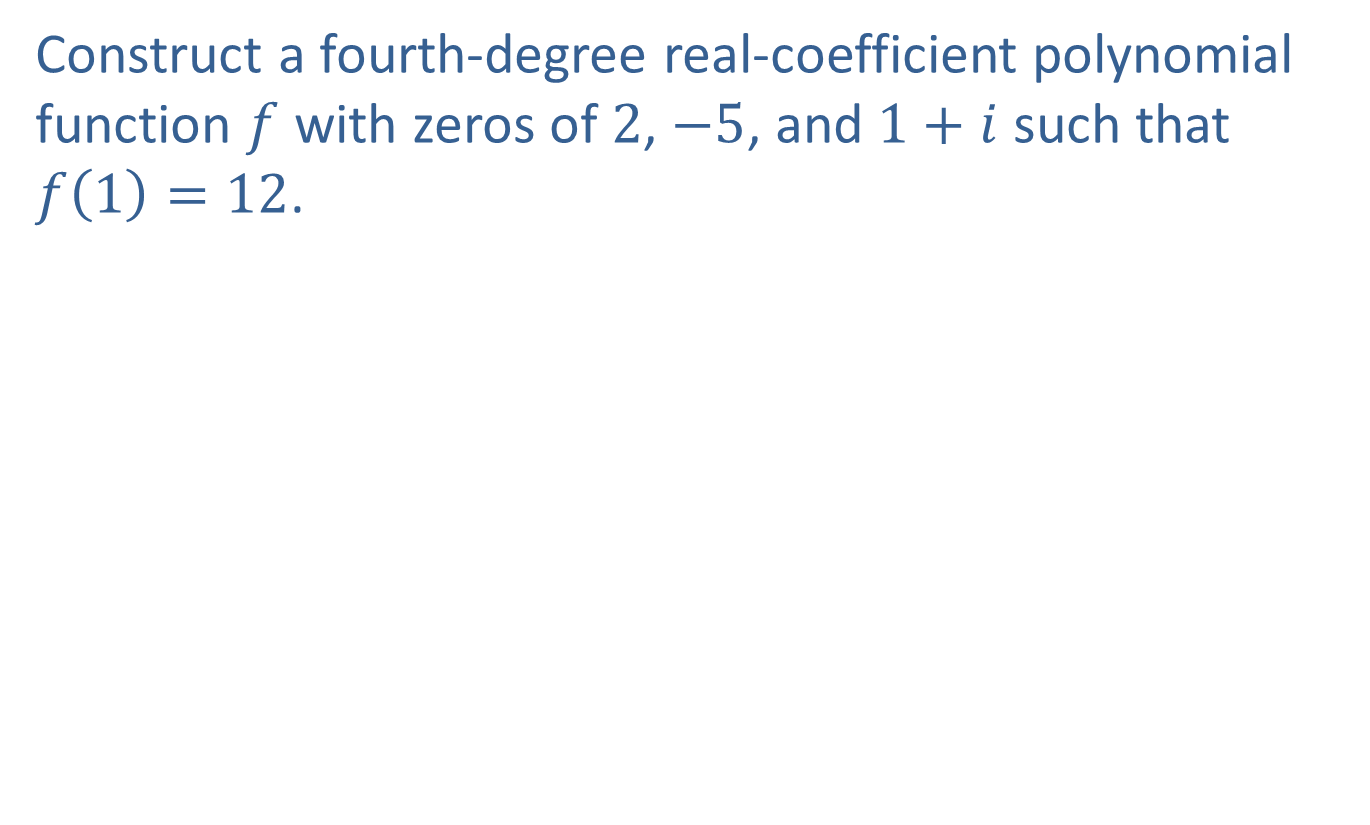 Construct a fourth-degree real-coefficient polynomial
function 𝑓 with zeros of 2, −5, and 1 + 𝑖 such that
𝑓(1) = 12.